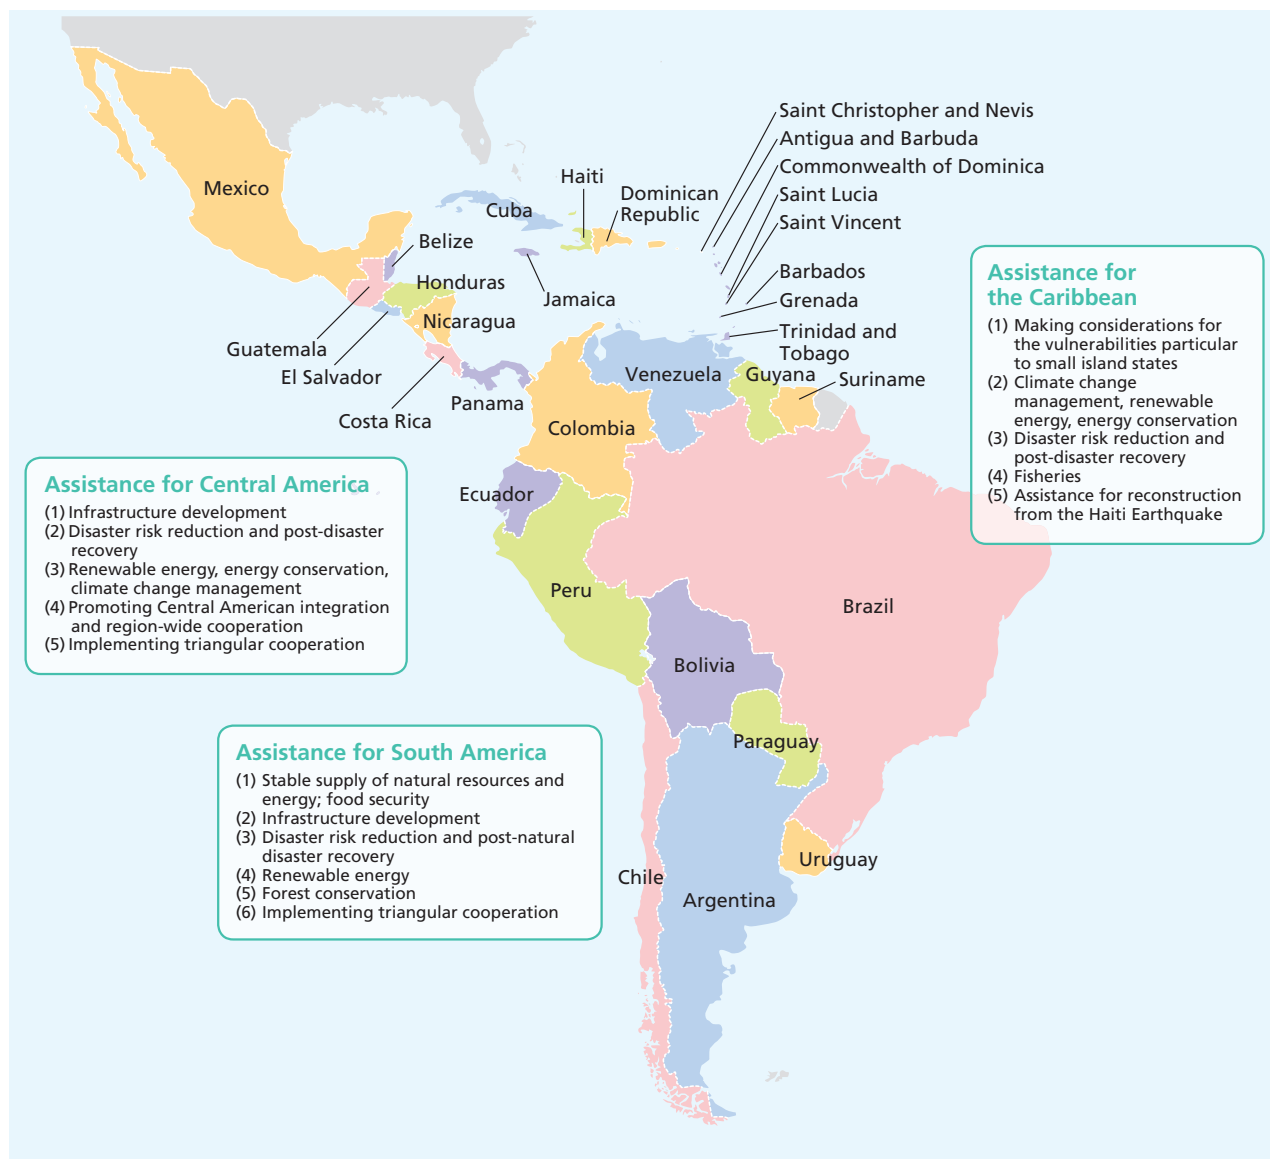 Saint Christopher and Nevis
Antigua and Barbuda
Commonwealth of Dominica
Saint Lucia
Saint Vincent
Haiti
Dominican
Republic
Mexico
Cuba
Belize
Honduras
Jamaica
Barbados
Grenada
Nicaragua
Trinidad and
Tobago
Guatemala
El Salvador
Costa Rica
Panama
Venezuela
Guyana
Suriname
Colombia
Ecuador
Peru
Brazil
Bolivia
Paraguay
Chile
Uruguay
Argentina
Assistance for
the Caribbean
(1) Making considerations for
the vulnerabilities particular
to small island states
(2) Climate change
management, renewable
energy, energy conservation
(3) Disaster risk reduction and
post-disaster recovery
(4) Fisheries
(5) Assistance for reconstruction
from the Haiti Earthquake
Assistance for Central America
(1) Infrastructure development
(2) Disaster risk reduction and post-disaster
recovery
(3) Renewable energy, energy conservation,
climate change management
(4) Promoting Central American integration
and region-wide cooperation
(5) Implementing triangular cooperation
Assistance for South America
(1) Stable supply of natural resources and
energy; food security
(2) Infrastructure development
(3) Disaster risk reduction and post-natural
disaster recovery
(4) Renewable energy
(5) Forest conservation
(6) Implementing triangular cooperation